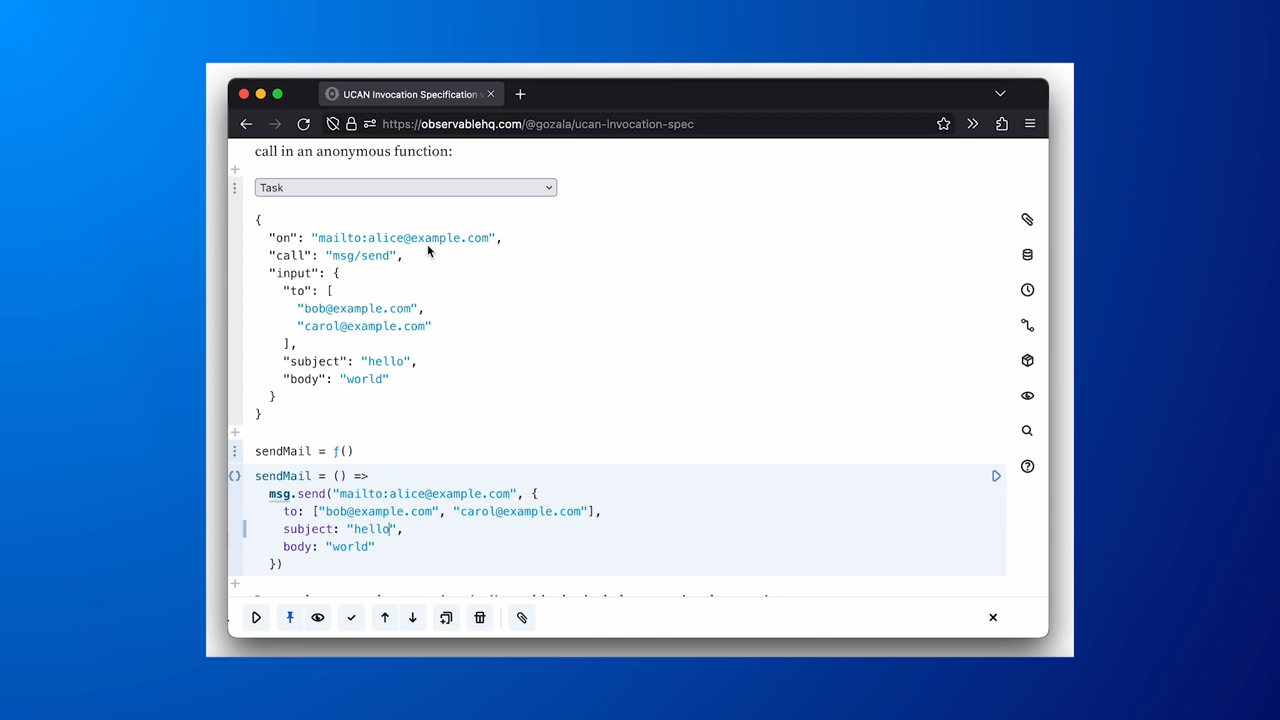 UCAN Invocation Specification
https://observablehq.com/@gozala/ucan-invocation-spec
call in an anonymous function:
Task
{
"on": "mailto:alice@example.com",
"call": "msg/send",
"input": {
"to": [
"bob@example.com",
"carol@example.com"
],
"subject": "hello",
"body": "world"
}
}
sendMail = ƒ()
sendMail = () =>
msg.send("mailto:alice@example.com", {
to: ["bob@example.com", "carol@example.com"],
subject: "hello",
body: "world"
})